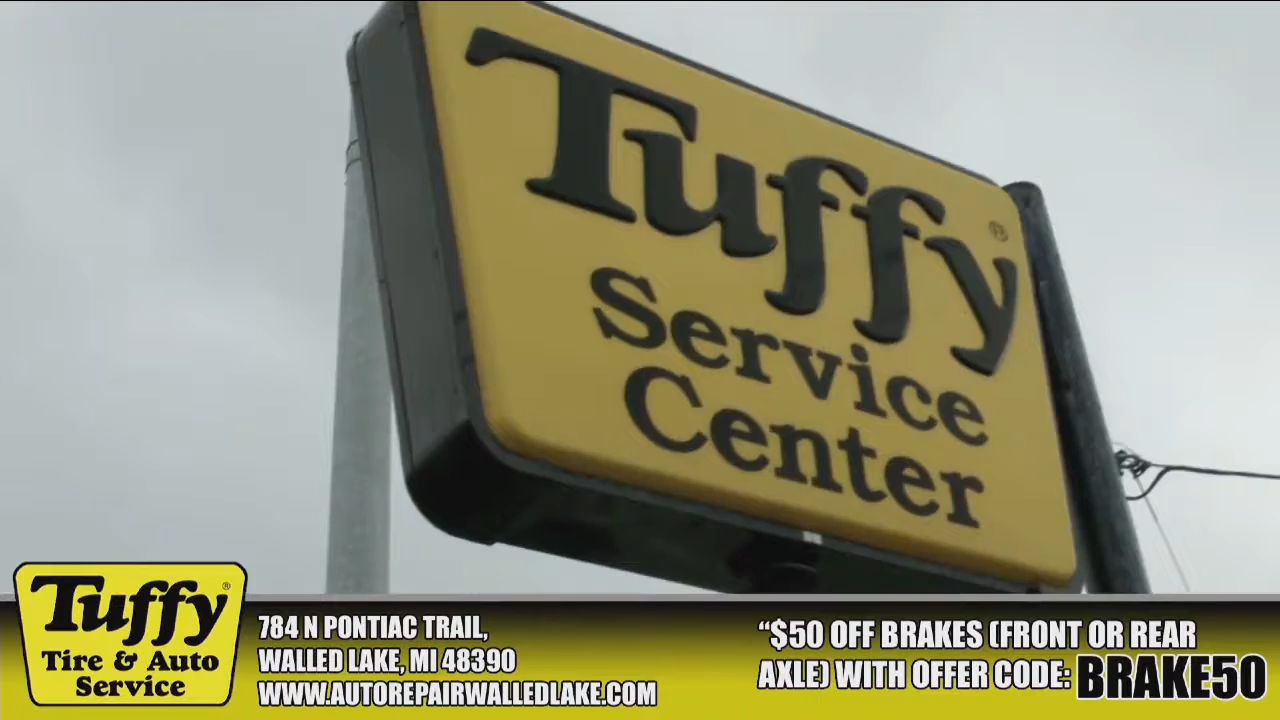 Tuffy®
Service
Center
Tuffy®
Tire & Auto
Service
784 N PONTIAC TRAIL,
WALLED LAKE, MI 48390
WWW.AUTOREPAIRWALLEDLAKE.COM
“$50 OFF BRAKES (FRONT OR REAR
AXLE) WITH OFFER CODE: BRAKE50